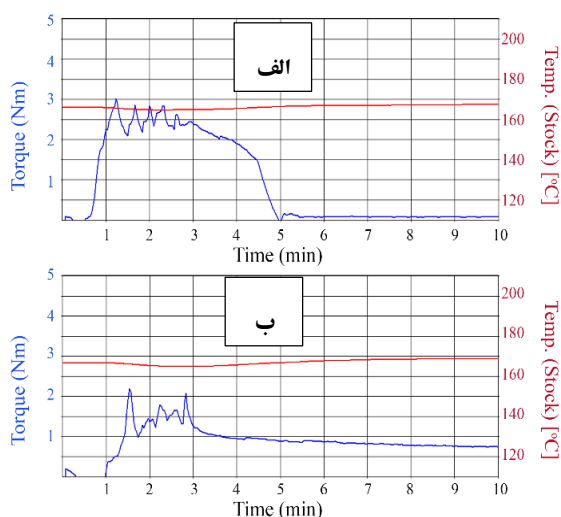 الف
Torque (Nm)
5
4
3
2
1
Temp. (Stock) [°C]
200
180
160
140
120
1 2 3 4 5 6 7 8 9 10
Time (min)
ب
Torque (Nm)
5
4
3
2
1
Temp. (Stock) [°C]
200
180
160
140
120
1 2 3 4 5 6 7 8 9 10
Time (min)